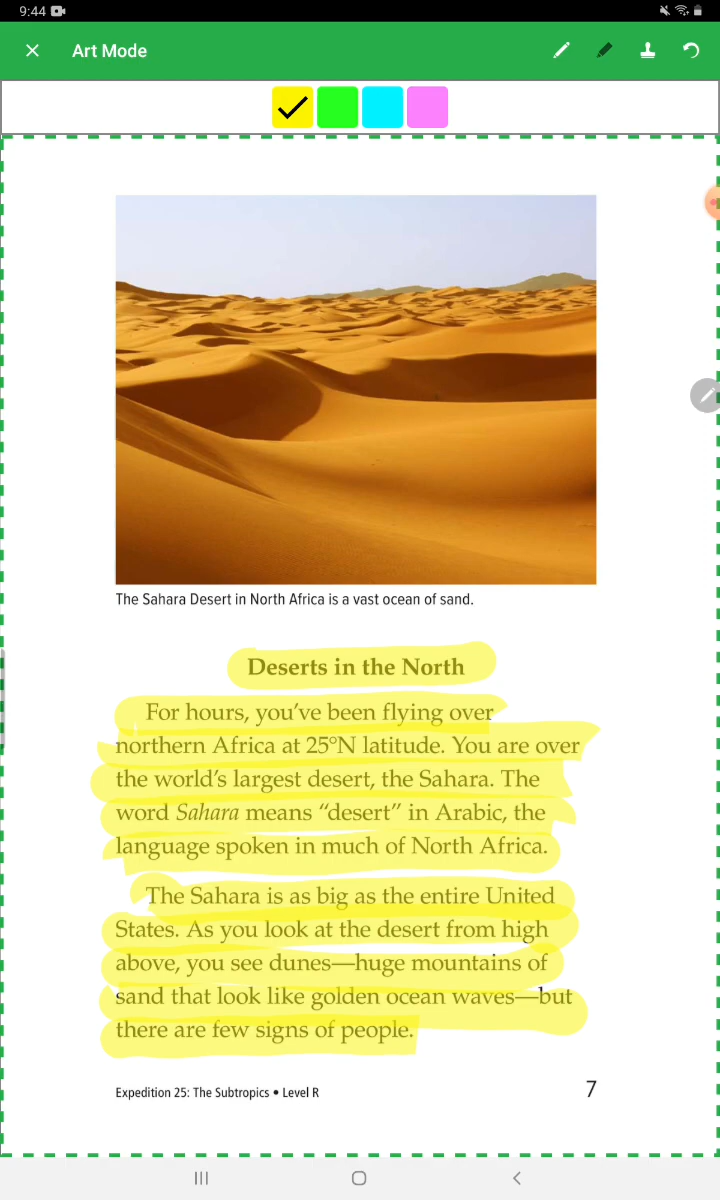 9:44
Art Mode
The Sahara Desert in North Africa is a vast ocean of sand.
Deserts in the North
For hours, you've been flying over
northern Africa at 25°N latitude. You are over
the world's largest desert, the Sahara. The
word Sahara means "desert" in Arabic, the
language spoken in much of North Africa.
The Sahara is as big as the entire United
States. As you look at the desert from high
above, you see dunes—huge mountains of
sand that look like golden ocean waves—but
there are few signs of people.
Expedition 25: The Subtropics • Level R
7